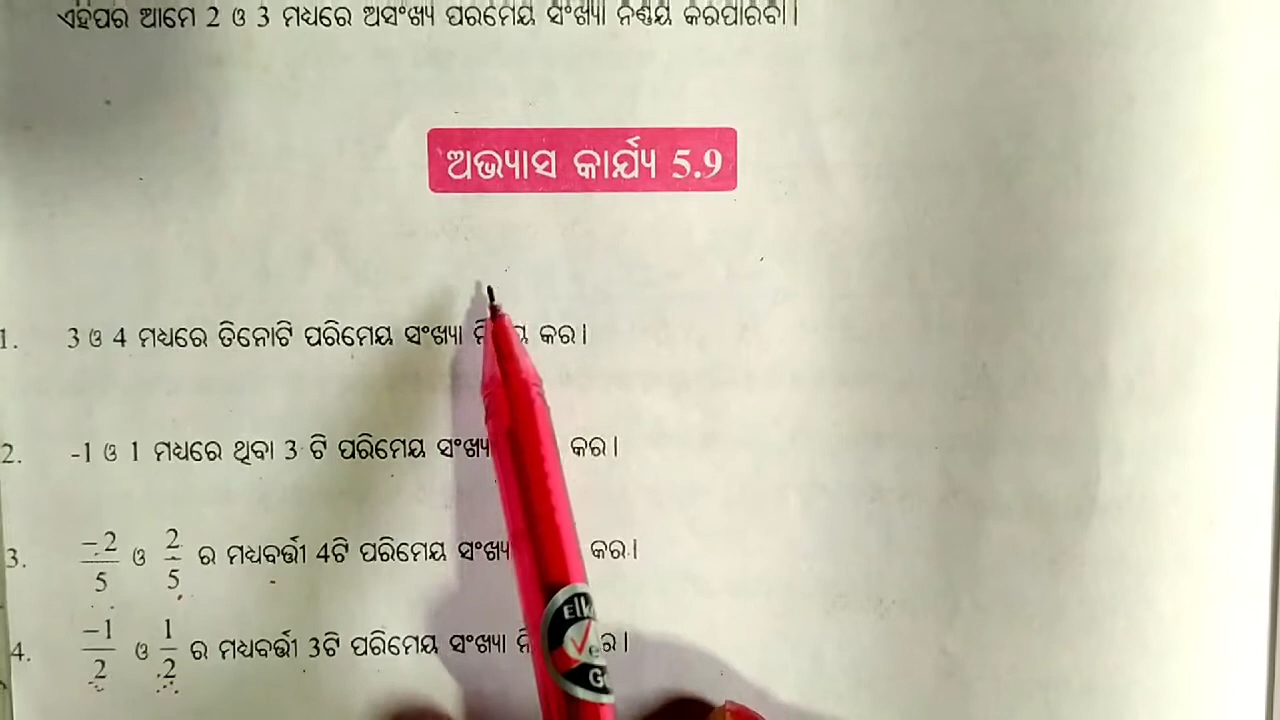 ଏହିପରି ଆମେ 2 ଓ 3 ମଧ୍ୟରେ ଅସଂଖ୍ୟ ପରିମେୟ ସଂଖ୍ୟା ନିର୍ଣ୍ଣୟ କରିପାରିବା।
ଅଭ୍ୟାସ କାର୍ଯ୍ୟ 5.9
1. 3 ଓ 4 ମଧ୍ୟରେ ତିନୋଟି ପରିମେୟ ସଂଖ୍ୟା କର।
2. -1 ଓ 1 ମଧ୍ୟରେ ଥିବା 3 ଟି ପରିମେୟ କର।
3. -2/5 ଓ 2/5 ର ମଧ୍ୟବର୍ତ୍ତୀ 4ଟି ପରିମେୟ କର।
4. -1/2 ଓ 1/2 ର ମଧ୍ୟବର୍ତ୍ତୀ 3ଟି ପରିମେୟ ସଂଖ୍ୟା